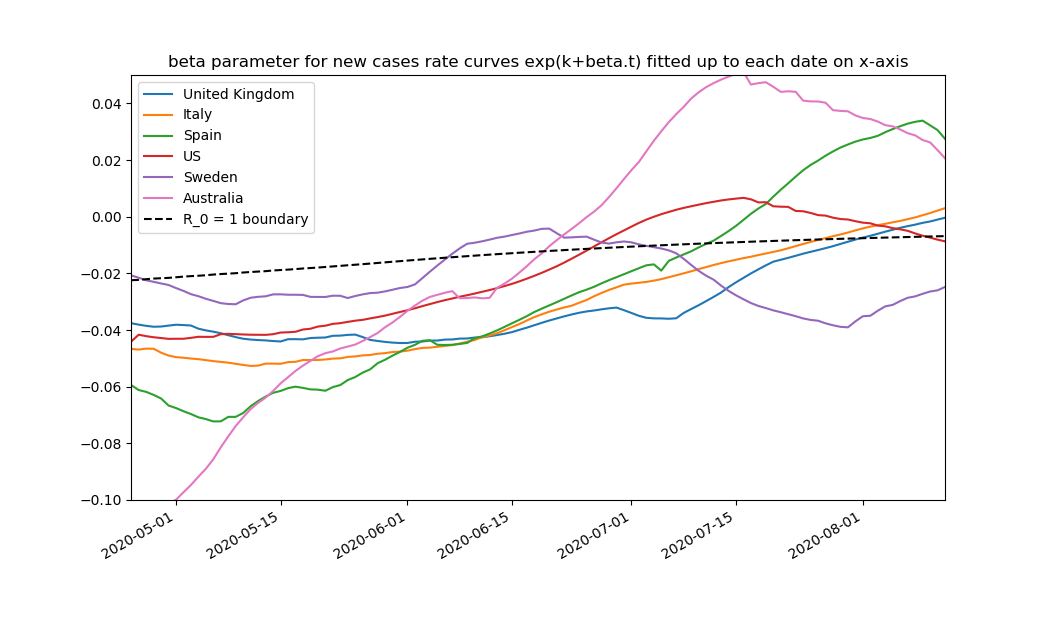 beta parameter for new cases rate curves exp(k+beta.t) fitted up to each date on x-axis
United Kingdom
Italy
Spain
US
Sweden
Australia
R_0 = 1 boundary
0.04
0.02
0.00
−0.02
−0.04
−0.06
−0.08
−0.10
2020-05-01
2020-05-15
2020-06-01
2020-06-15
2020-07-01
2020-07-15
2020-08-01